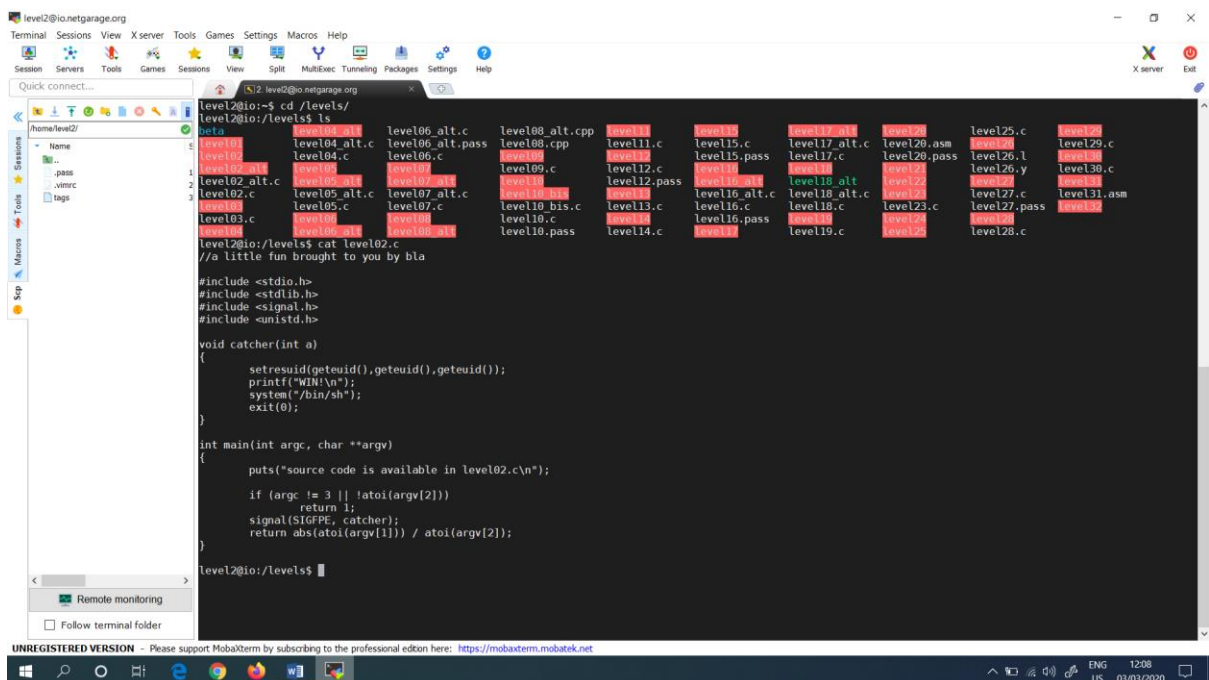 level2@io.netgarage.org
Terminal Sessions View X server Tools Games Settings Macros Help
Session Servers Tools Games Sessions View Split MultiExec Tunneling Packages Settings Help X server Exit
Quick connect...
2. level2@io.netgarage.org
/home/level2/
Name S
..
.pass 1
.vimrc 2
tags 3
Sessions
Tools
Macros
Scp
level2@io:~$ cd /levels/
level2@io:/levels$ ls
beta level04_alt level06_alt.c level08_alt.cpp level11 level15 level17_alt level20 level25.c level29
level01 level04_alt.c level06_alt.pass level08.cpp level11.c level15.c level17_alt.c level20.asm level26 level29.c
level02 level04.c level06.c level09 level12 level15.pass level17.c level20.pass level26.l level30
level02_alt level05 level07 level09.c level12.c level16 level18 level21 level26.y level30.c
level02_alt.c level05_alt level07_alt level10 level12.pass level16_alt level18_alt level22 level27 level31
level02.c level05_alt.c level07_alt.c level10_bis level13 level16_alt.c level18_alt.c level23 level27.c level31.asm
level03 level05.c level07.c level10_bis.c level13.c level16.c level18.c level23.c level27.pass level32
level03.c level06 level08 level10.c level14 level16.pass level19 level24 level28
level04 level06_alt level08_alt level10.pass level14.c level17 level19.c level25 level28.c
level2@io:/levels$ cat level02.c
//a little fun brought to you by bla
#include <stdio.h>
#include <stdlib.h>
#include <signal.h>
#include <unistd.h>
void catcher(int a)
{
setresuid(geteuid(),geteuid(),geteuid());
printf("WIN!\n");
system("/bin/sh");
exit(0);
}
int main(int argc, char **argv)
{
puts("source code is available in level02.c\n");
if (argc != 3 || !atoi(argv[2]))
return 1;
signal(SIGFPE, catcher);
return abs(atoi(argv[1])) / atoi(argv[2]);
}
level2@io:/levels$
Remote monitoring
Follow terminal folder
UNREGISTERED VERSION - Please support MobaXterm by subscribing to the professional edition here: https://mobaxterm.mobatek.net
ENG 12:08
US 03/03/2020